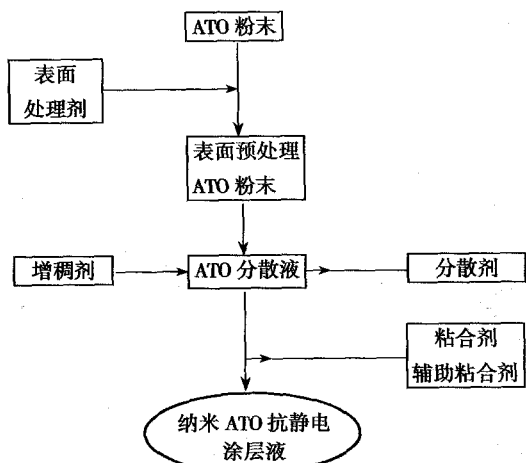 ATO 粉末
表面
处理剂
表面预处理
ATO 粉末
增稠剂
ATO 分散液
分散剂
粘合剂
辅助粘合剂
纳米 ATO 抗静电
涂层液